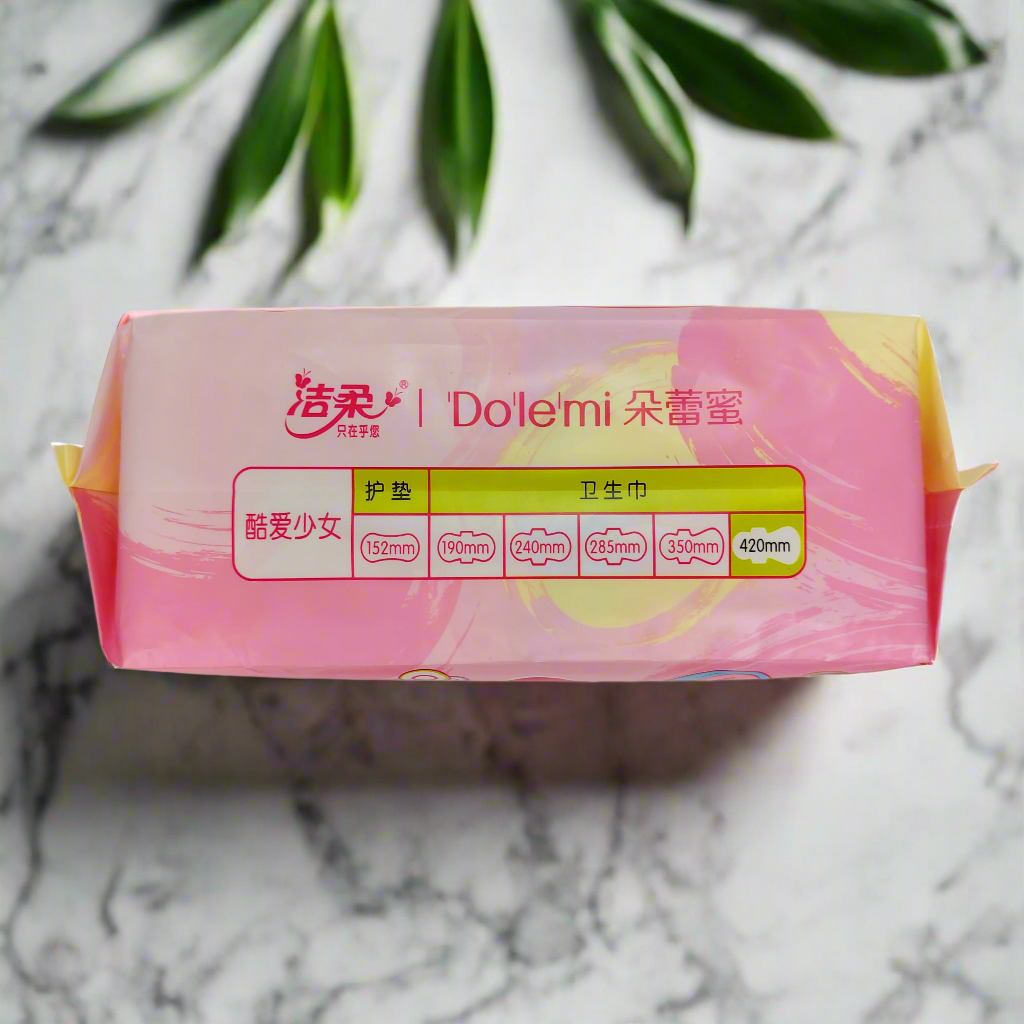 洁柔® | Do'le'mi 朵蕾蜜
只在乎您
护垫 卫生巾
酷爱少女 152mm 190mm 240mm 285mm 350mm 420mm